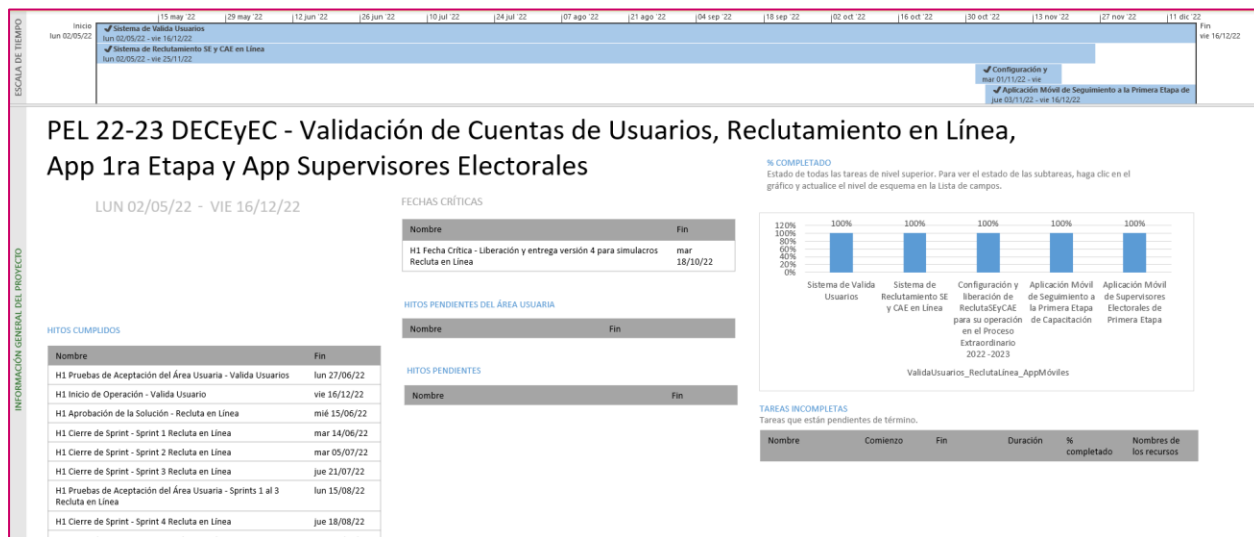 ESCALA DE TIEMPO
15 may '22 29 may '22 12 jun '22 26 jun '22 10 jul '22 24 jul '22 07 ago '22 21 ago '22 04 sep '22 18 sep '22 02 oct '22 16 oct '22 30 oct '22 13 nov '22 27 nov '22 11 dic '22
Inicio
lun 02/05/22
Sistema de Valida Usuarios
lun 02/05/22 - vie 16/12/22
Fin
vie 16/12/22
Sistema de Reclutamiento SE y CAE en Línea
lun 02/05/22 - vie 25/11/22
Configuración y
mar 01/11/22 - vie
Aplicación Móvil de Seguimiento a la Primera Etapa de
jue 03/11/22 - vie 16/12/22
INFORMACIÓN GENERAL DEL PROYECTO
PEL 22-23 DECEyEC - Validación de Cuentas de Usuarios, Reclutamiento en Línea,
App 1ra Etapa y App Supervisores Electorales
LUN 02/05/22 - VIE 16/12/22
HITOS CUMPLIDOS
Nombre Fin
H1 Pruebas de Aceptación del Área Usuaria - Valida Usuarios lun 27/06/22
H1 Inicio de Operación - Valida Usuario vie 16/12/22
H1 Aprobación de la Solución - Recluta en Línea mié 15/06/22
H1 Cierre de Sprint - Sprint 1 Recluta en Línea mar 14/06/22
H1 Cierre de Sprint - Sprint 2 Recluta en Línea mar 05/07/22
H1 Cierre de Sprint - Sprint 3 Recluta en Línea jue 21/07/22
H1 Pruebas de Aceptación del Área Usuaria - Sprints 1 al 3 lun 15/08/22
Recluta en Línea
H1 Cierre de Sprint - Sprint 4 Recluta en Línea jue 18/08/22
FECHAS CRÍTICAS
Nombre Fin
H1 Fecha Crítica - Liberación y entrega versión 4 para simulacros mar
Recluta en Línea 18/10/22
HITOS PENDIENTES DEL ÁREA USUARIA
Nombre Fin
HITOS PENDIENTES
Nombre Fin
% COMPLETADO
Estado de todas las tareas de nivel superior. Para ver el estado de las subtareas, haga clic en el
gráfico y actualice el nivel de esquema en la Lista de campos.
120%
100%
80%
60%
40%
20%
0%
100% 100% 100% 100% 100%
Sistema de Valida
Usuarios
Sistema de
Reclutamiento SE
y CAE en Línea
Configuración y
liberación de
ReclutaSEyCAE
para su operación
en el Proceso
Extraordinario
2022 -2023
Aplicación Móvil
de Seguimiento a
la Primera Etapa
de Capacitación
Aplicación Móvil
de Supervisores
Electorales de
Primera Etapa
ValidaUsuarios_ReclutaLínea_AppMóviles
TAREAS INCOMPLETAS
Tareas que están pendientes de término.
Nombre Comienzo Fin Duración % Nombres de
completado los recursos